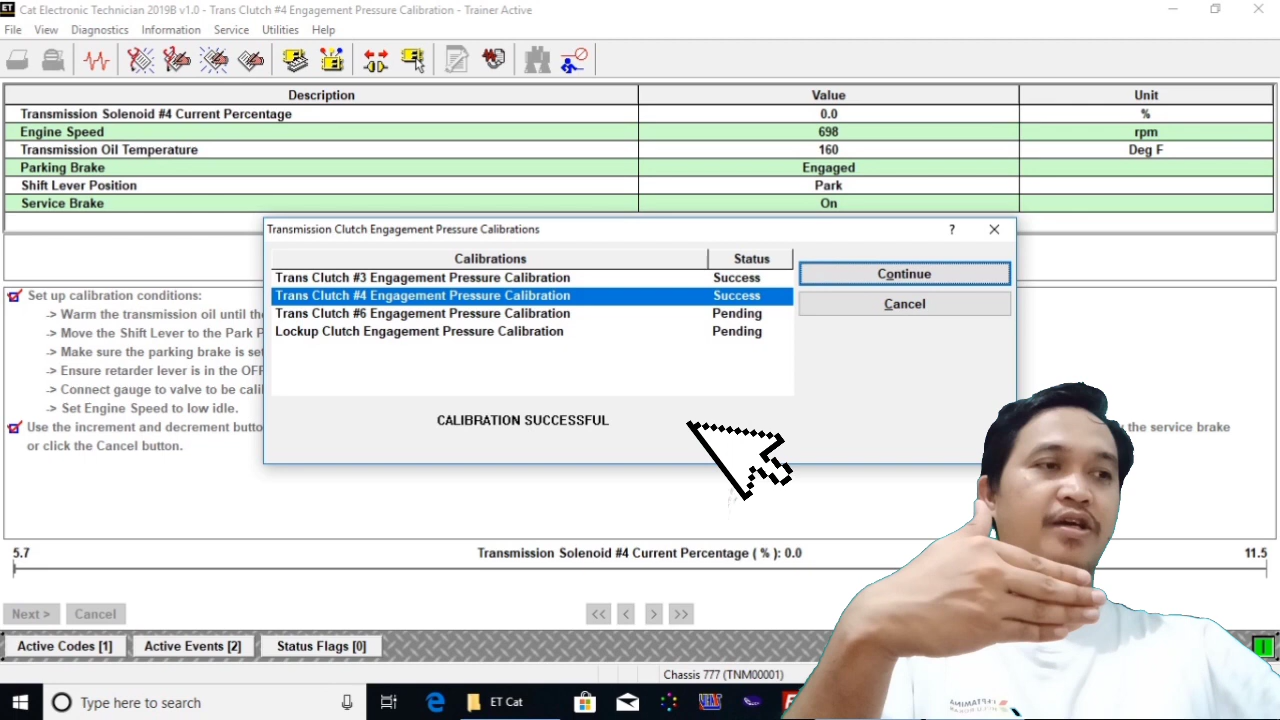 ET Cat Electronic Technician 2019B v1.0 - Trans Clutch #4 Engagement Pressure Calibration - Trainer Active
File View Diagnostics Information Service Utilities Help
Description Value Unit
Transmission Solenoid #4 Current Percentage 0.0 %
Engine Speed 698 rpm
Transmission Oil Temperature 160 Deg F
Parking Brake Engaged
Shift Lever Position Park
Service Brake On
Transmission Clutch Engagement Pressure Calibrations ?
Calibrations Status
Trans Clutch #3 Engagement Pressure Calibration Success
Trans Clutch #4 Engagement Pressure Calibration Success
Trans Clutch #6 Engagement Pressure Calibration Pending
Lockup Clutch Engagement Pressure Calibration Pending
Continue
Cancel
CALIBRATION SUCCESSFUL
Set up calibration conditions:
-> Warm the transmission oil until the
-> Move the Shift Lever to the Park P
-> Make sure the parking brake is set
-> Ensure retarder lever is in the OFF
-> Connect gauge to valve to be cali
-> Set Engine Speed to low idle.
Use the increment and decrement butto the service brake
or click the Cancel button.
5.7 Transmission Solenoid #4 Current Percentage ( % ): 0.0 11.5
Next > Cancel << < > >>
Active Codes [1] Active Events [2] Status Flags [0]
Chassis 777 (TNM00001)
Type here to search ET Cat